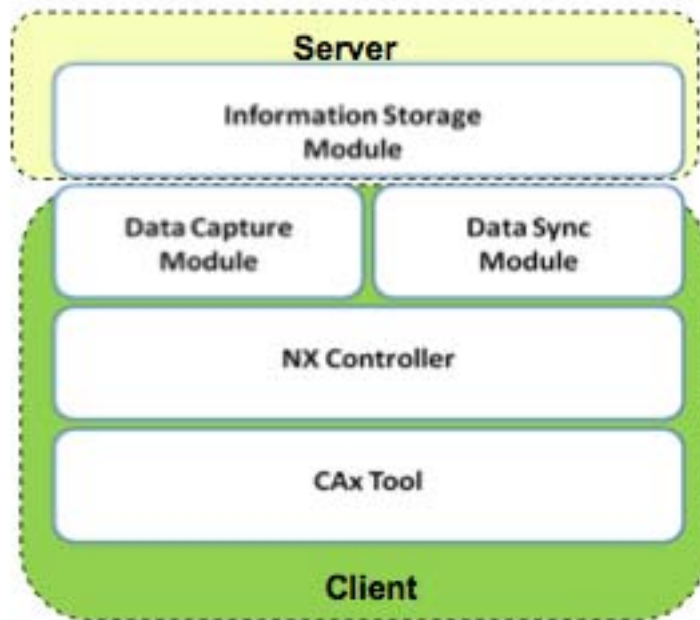 Server
Information Storage
Module
Data Capture
Module
Data Sync
Module
NX Controller
CAx Tool
Client